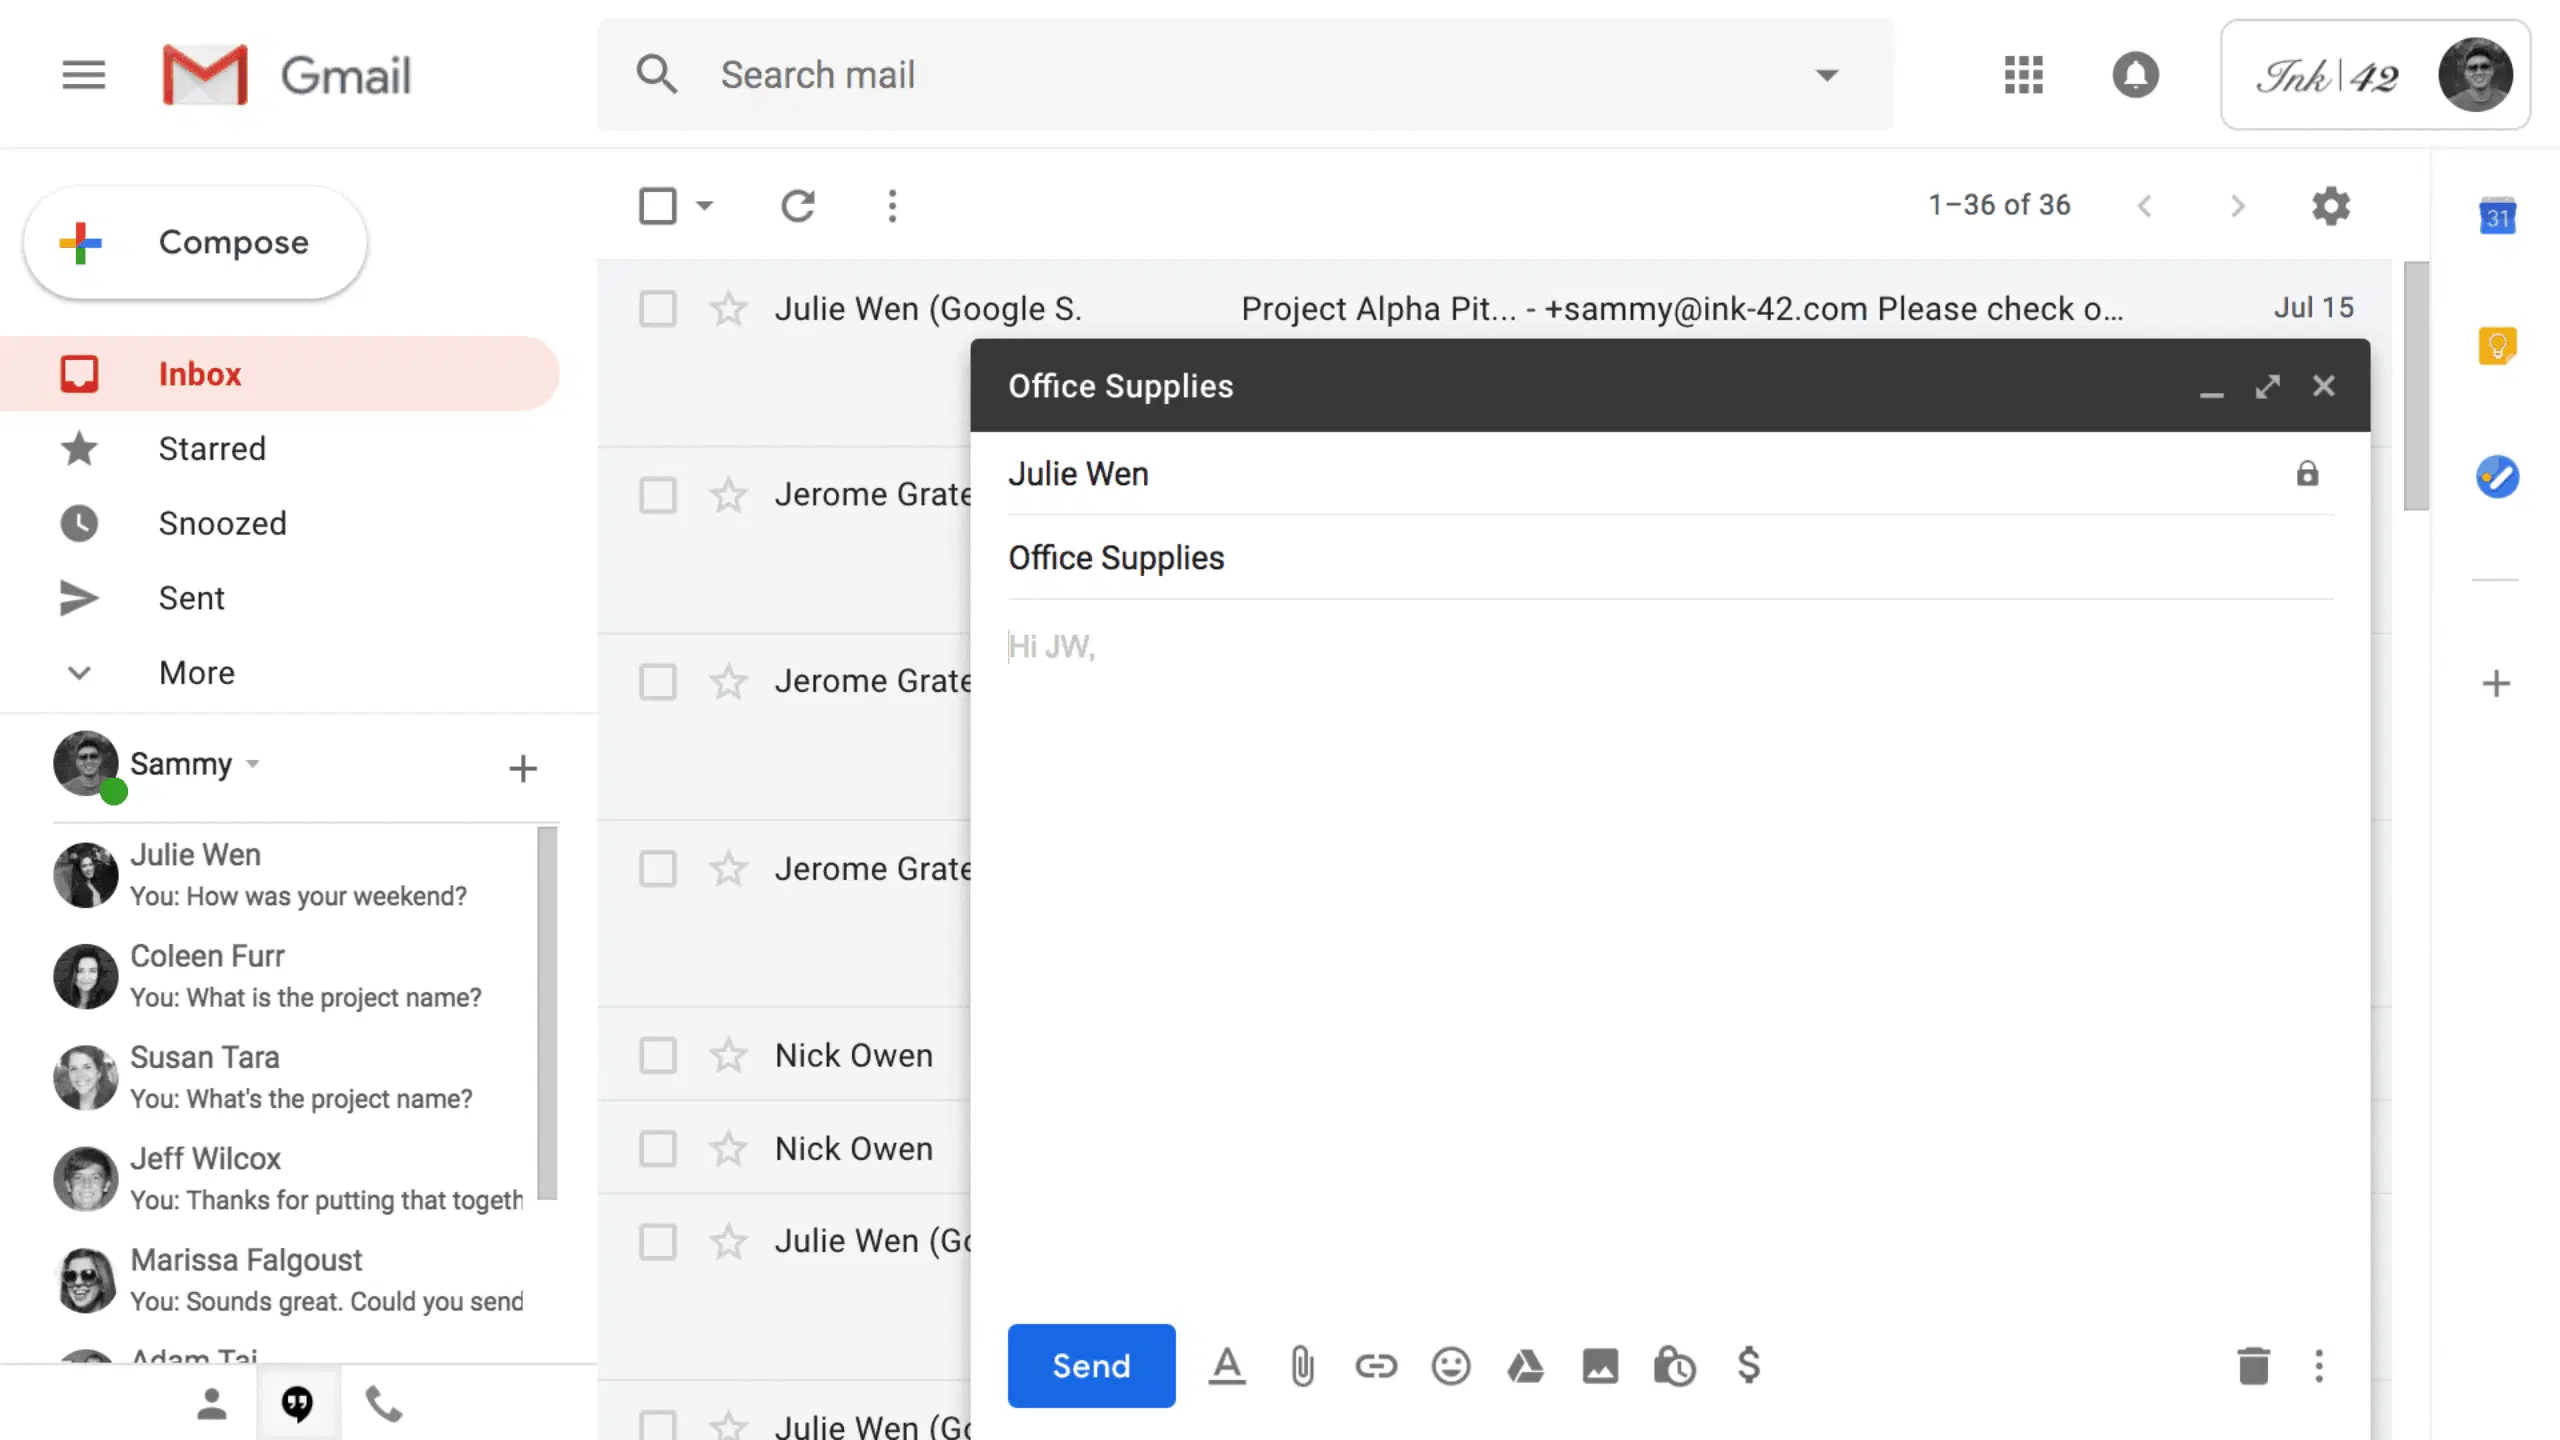 Gmail
Search mail
Ink|42
Compose
1–36 of 36
31
Inbox
Starred
Snoozed
Sent
More
Julie Wen (Google S.
Project Alpha Pit... - +sammy@ink-42.com Please check o...
Jul 15
Jerome Grate
Jerome Grate
Jerome Grate
Nick Owen
Nick Owen
Julie Wen (Go
Julie Wen (Go
Office Supplies
Julie Wen
Office Supplies
Hi JW,
Send
Sammy
Julie Wen
You: How was your weekend?
Coleen Furr
You: What is the project name?
Susan Tara
You: What's the project name?
Jeff Wilcox
You: Thanks for putting that togeth
Marissa Falgoust
You: Sounds great. Could you send
Adam Tai